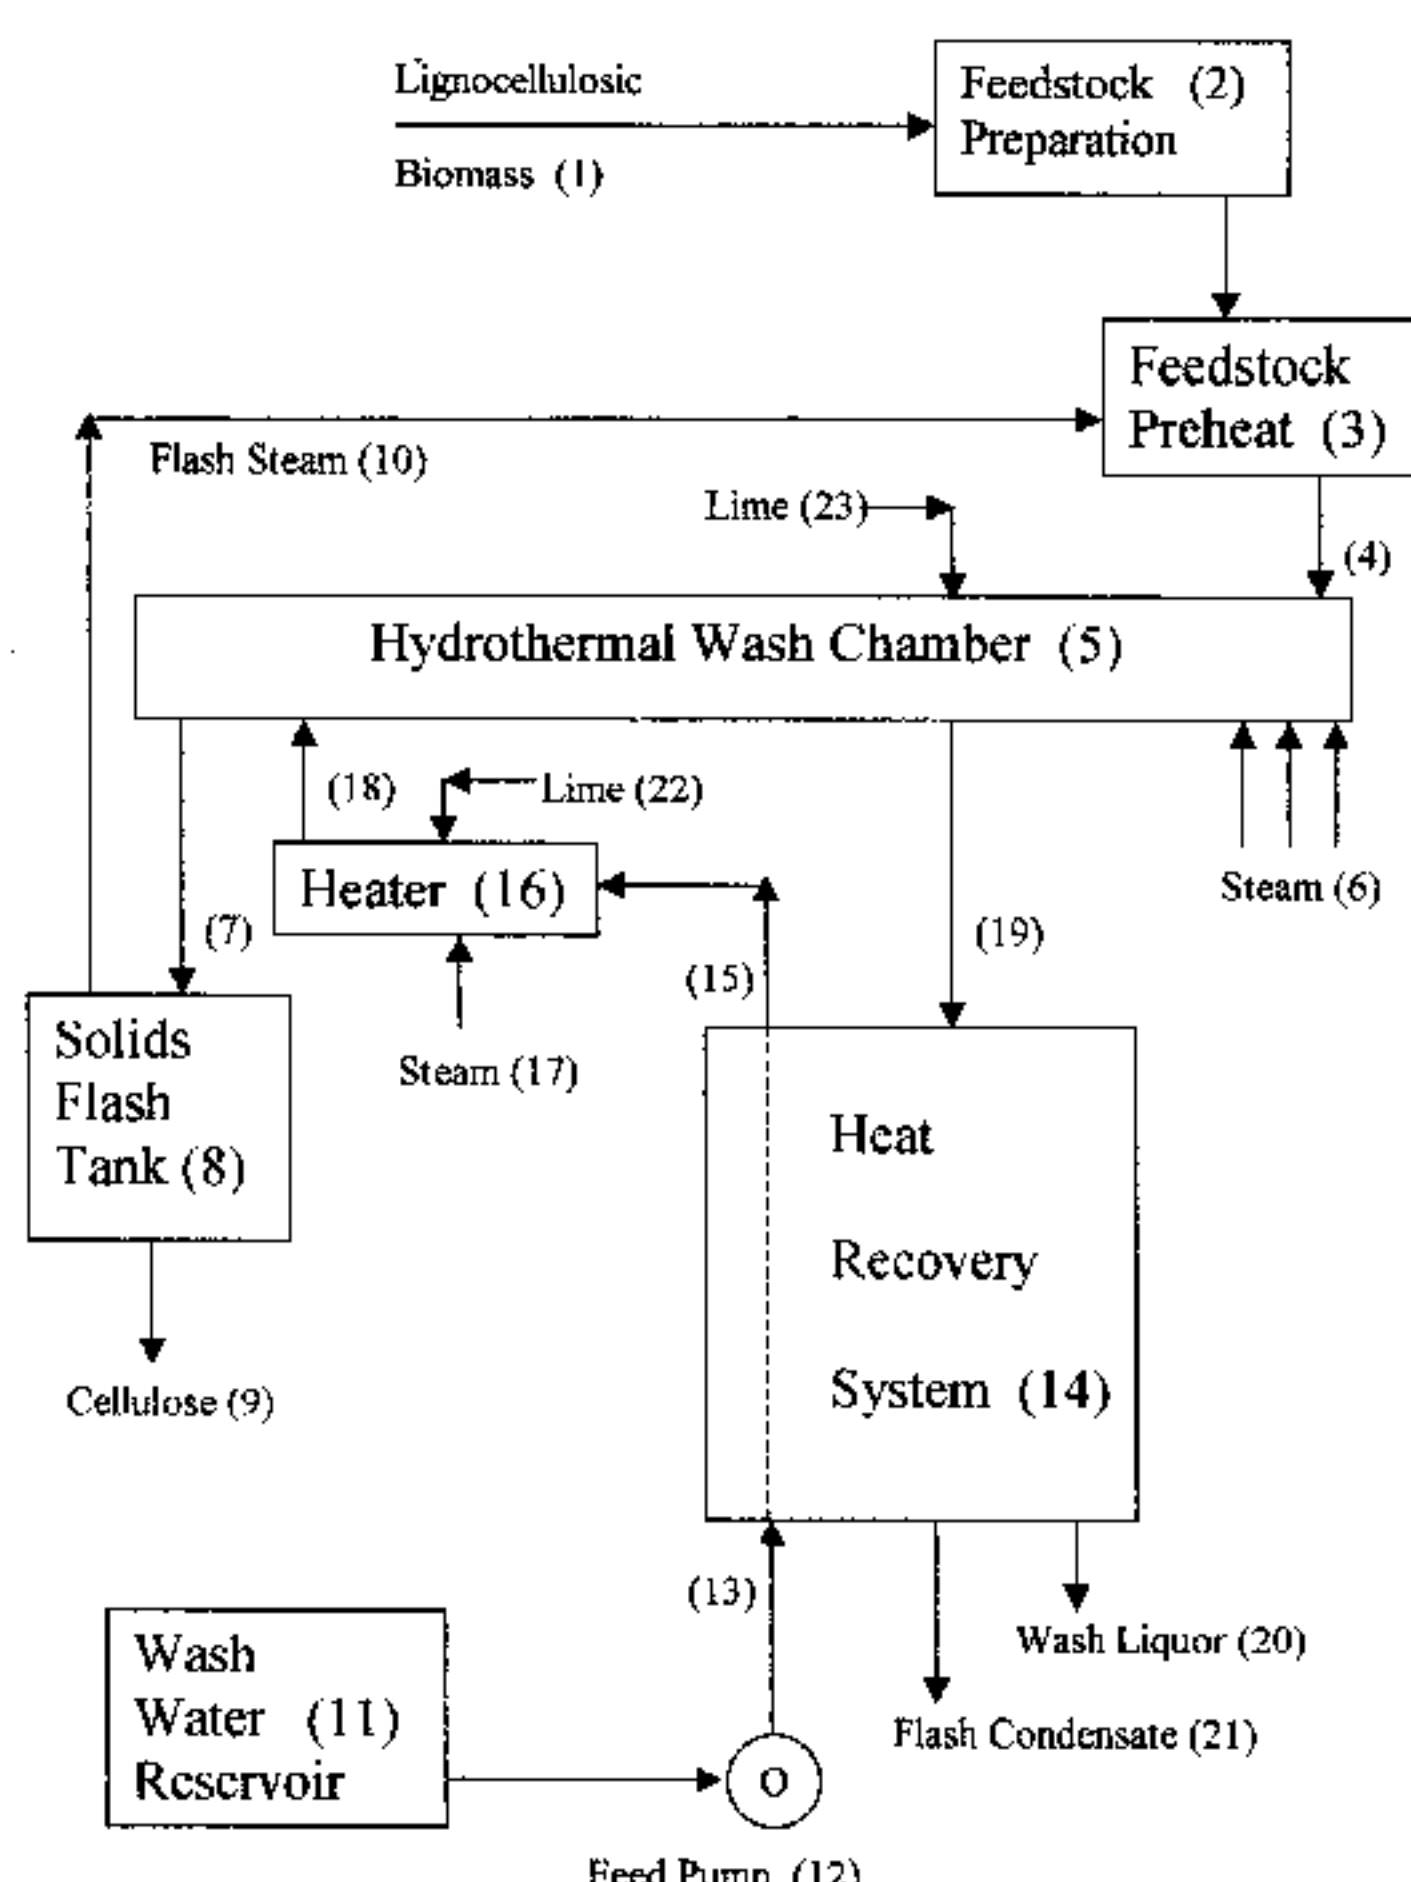 Lignocellulosic
Biomass (1)
Feedstock (2)
Preparation
Feedstock
Preheat (3)
Flash Steam (10)
Lime (23)
(4)
Hydrothermal Wash Chamber (5)
(18)
Lime (22)
Heater (16)
Steam (6)
(7)
(19)
(15)
Solids
Flash
Tank (8)
Steam (17)
Heat
Recovery
System (14)
Cellulose (9)
(13)
Wash
Water (11)
Reservoir
Wash Liquor (20)
Flash Condensate (21)
O
Feed Pump (12)